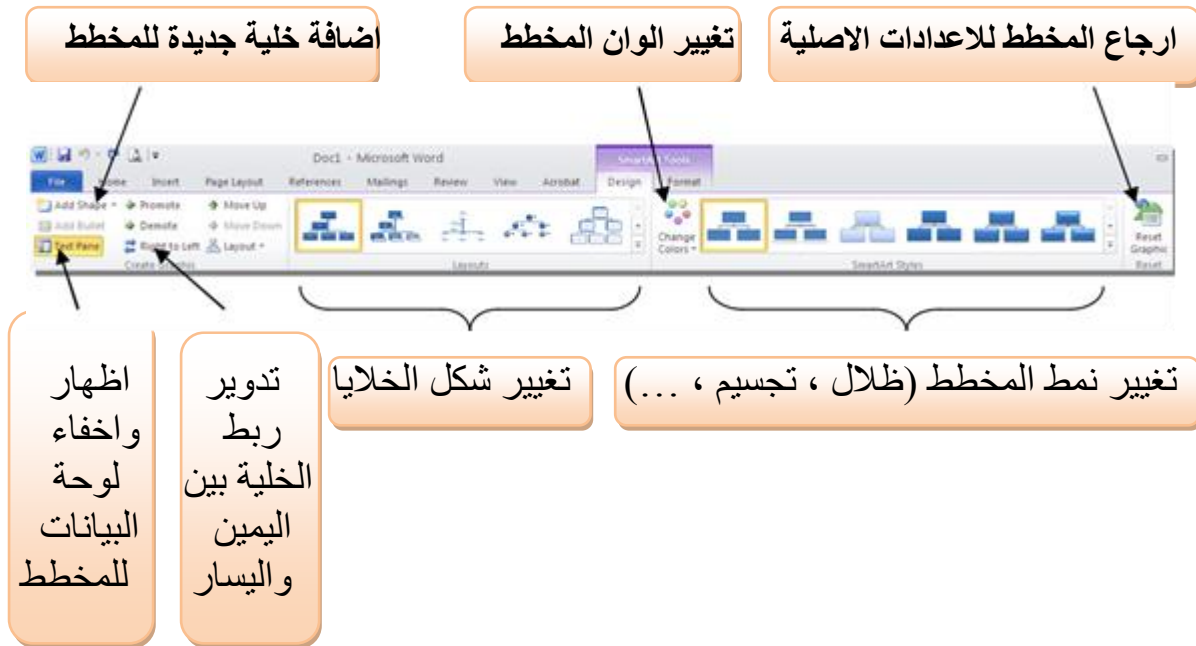 ارجاع المخطط للاعدادات الاصلية
تغيير الوان المخطط
اضافة خلية جديدة للمخطط
Doc1 - Microsoft Word
SmartArt Tools
File Home Insert Page Layout References Mailings Review View Acrobat Design Format
Add Shape Promote Move Up
Add Bullet Demote Move Down
Text Pane Right to Left Layout
Change
Colors
Reset
Graphic
Create Graphic Layouts SmartArt Styles Reset
تغيير نمط المخطط (ظلال ، تجسيم ، ...)
تغيير شكل الخلايا
تدوير
ربط
الخلية بين
اليمين
واليسار
اظهار
واخفاء
لوحة
البيانات
للمخطط